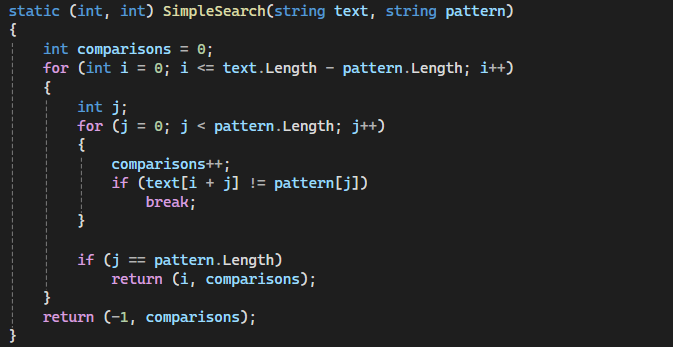 static (int, int) SimpleSearch(string text, string pattern)
{
    int comparisons = 0;
    for (int i = 0; i <= text.Length - pattern.Length; i++)
    {
        int j;
        for (j = 0; j < pattern.Length; j++)
        {
            comparisons++;
            if (text[i + j] != pattern[j])
                break;
        }

        if (j == pattern.Length)
            return (i, comparisons);
    }
    return (-1, comparisons);
}